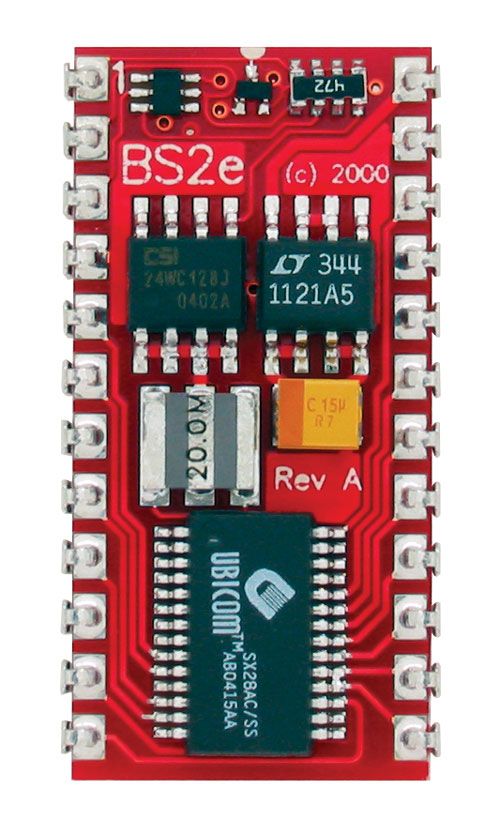 1
472
BS2e
(c) 2000
CSI
24WC128J
0402A
LT 344
1121A5
20.0M
C 15µ
R7
Rev A
UBICOM™
SX28AC/SS
AB0415AA